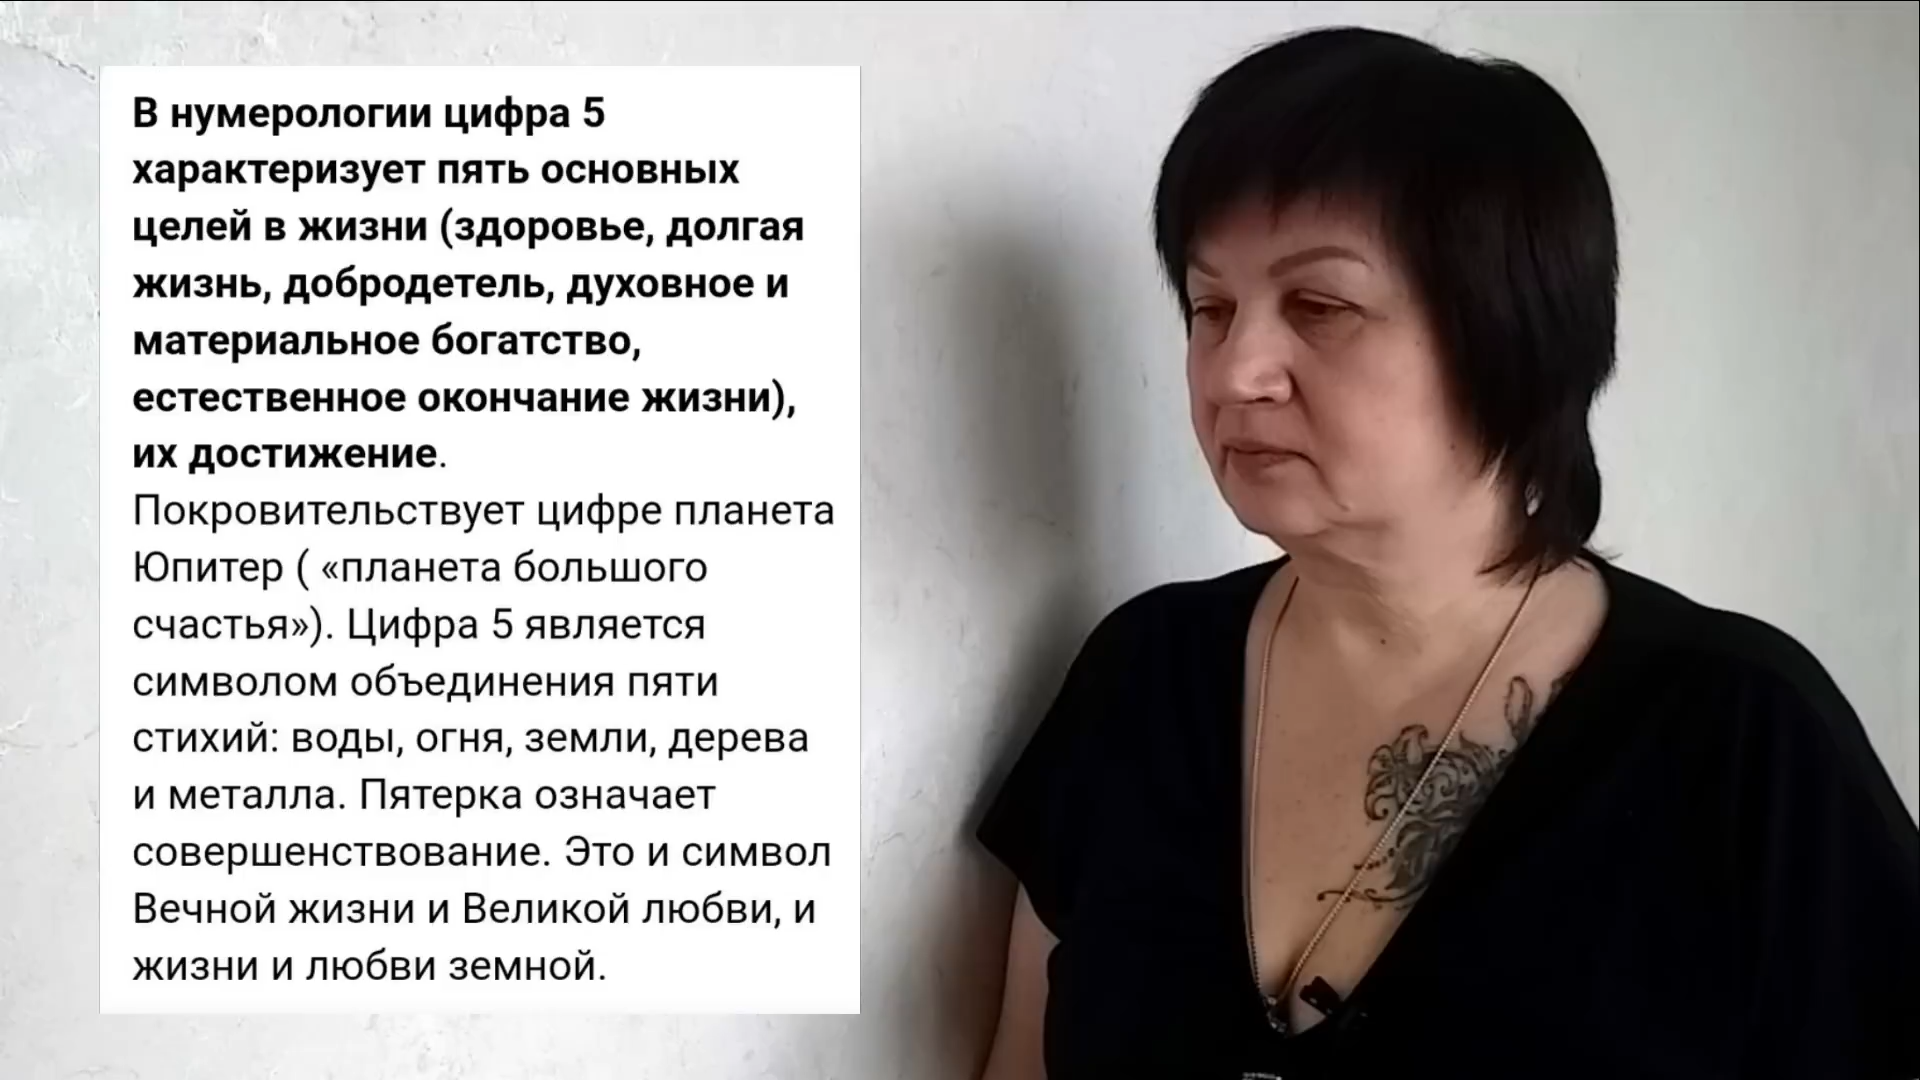 В нумерологии цифра 5
характеризует пять основных
целей в жизни (здоровье, долгая
жизнь, добродетель, духовное и
материальное богатство,
естественное окончание жизни),
их достижение.
Покровительствует цифре планета
Юпитер ( «планета большого
счастья»). Цифра 5 является
символом объединения пяти
стихий: воды, огня, земли, дерева
и металла. Пятерка означает
совершенствование. Это и символ
Вечной жизни и Великой любви, и
жизни и любви земной.